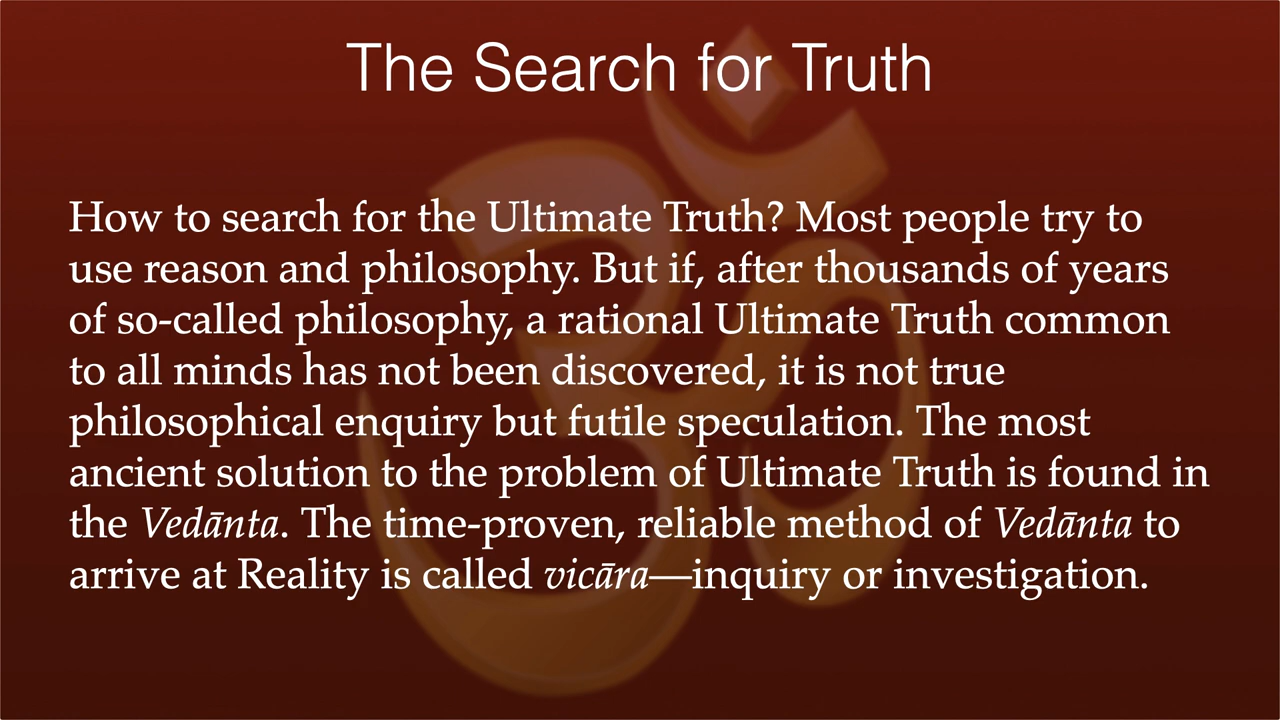 The Search for Truth
How to search for the Ultimate Truth? Most people try to
use reason and philosophy. But if, after thousands of years
of so-called philosophy, a rational Ultimate Truth common
to all minds has not been discovered, it is not true
philosophical enquiry but futile speculation. The most
ancient solution to the problem of Ultimate Truth is found in
the Vedānta. The time-proven, reliable method of Vedānta to
arrive at Reality is called vicāra—inquiry or investigation.
ॐ